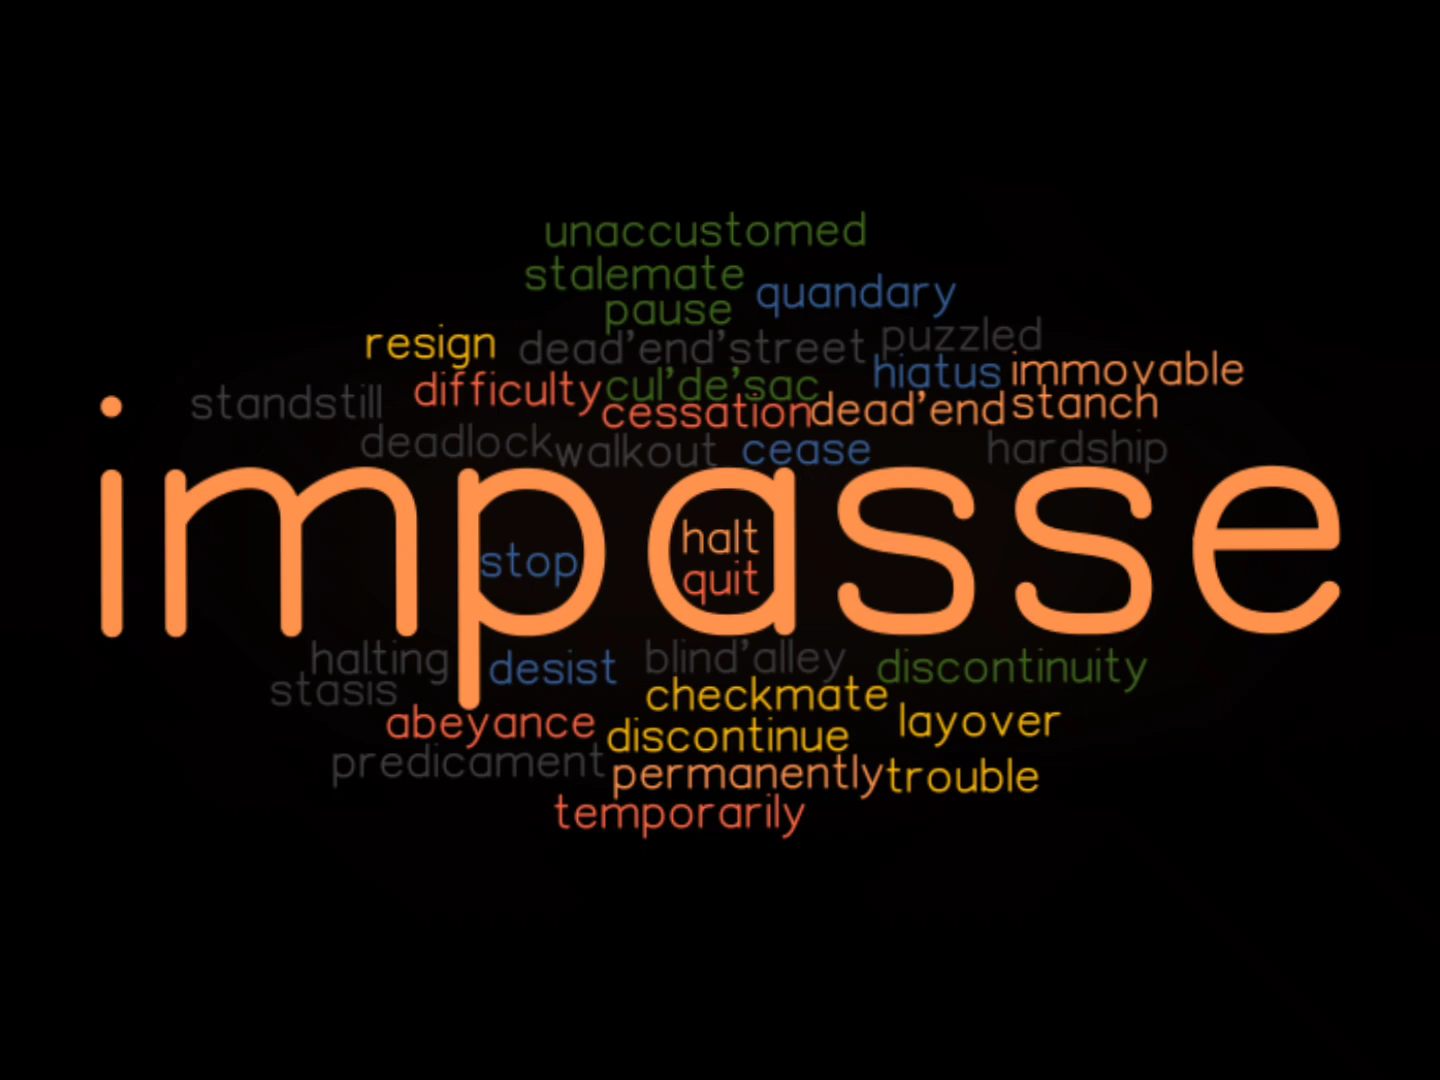 unaccustomed
stalemate quandary
pause
resign dead'end'street puzzled
difficulty cul'de'sac hiatus immovable
standstill cessation dead'end stanch
deadlock walkout cease hardship
impasse
halt
stop quit
halting desist blind'alley discontinuity
stasis checkmate
abeyance discontinue layover
predicament permanently trouble
temporarily